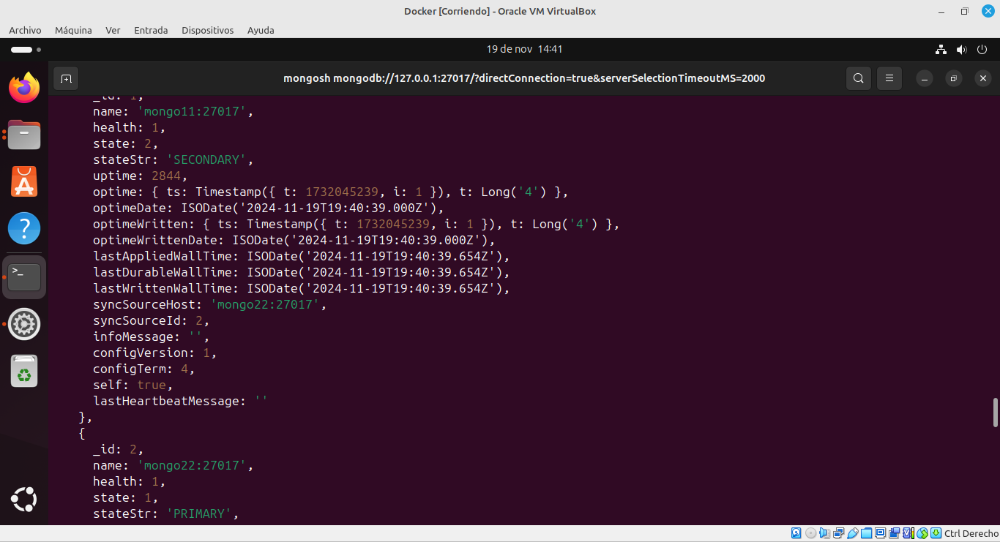 Docker [Corriendo] - Oracle VM VirtualBox
Archivo Máquina Ver Entrada Dispositivos Ayuda
19 de nov 14:41
mongosh mongodb://127.0.0.1:27017/?directConnection=true&serverSelectionTimeoutMS=2000
_id: 1,
name: 'mongo11:27017',
health: 1,
state: 2,
stateStr: 'SECONDARY',
uptime: 2844,
optime: { ts: Timestamp({ t: 1732045239, i: 1 }), t: Long('4') },
optimeDate: ISODate('2024-11-19T19:40:39.000Z'),
optimeWritten: { ts: Timestamp({ t: 1732045239, i: 1 }), t: Long('4') },
optimeWrittenDate: ISODate('2024-11-19T19:40:39.000Z'),
lastAppliedWallTime: ISODate('2024-11-19T19:40:39.654Z'),
lastDurableWallTime: ISODate('2024-11-19T19:40:39.654Z'),
lastWrittenWallTime: ISODate('2024-11-19T19:40:39.654Z'),
syncSourceHost: 'mongo22:27017',
syncSourceId: 2,
infoMessage: '',
configVersion: 1,
configTerm: 4,
self: true,
lastHeartbeatMessage: ''
},
{
_id: 2,
name: 'mongo22:27017',
health: 1,
state: 1,
stateStr: 'PRIMARY',
Ctrl Derecho